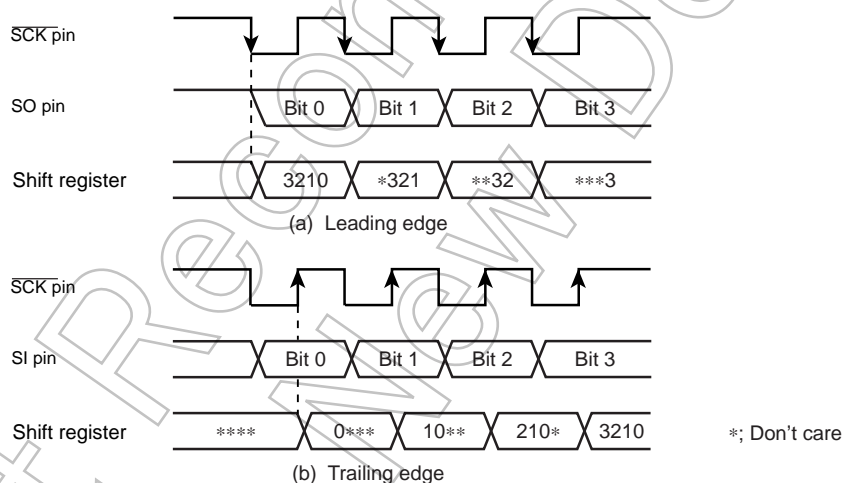 SCK pin
SO pin
Bit 0 Bit 1 Bit 2 Bit 3
Shift register
3210 *321 **32 ***3
(a) Leading edge
SCK pin
SI pin
Bit 0 Bit 1 Bit 2 Bit 3
Shift register
**** 0*** 10** 210* 3210
*; Don't care
(b) Trailing edge